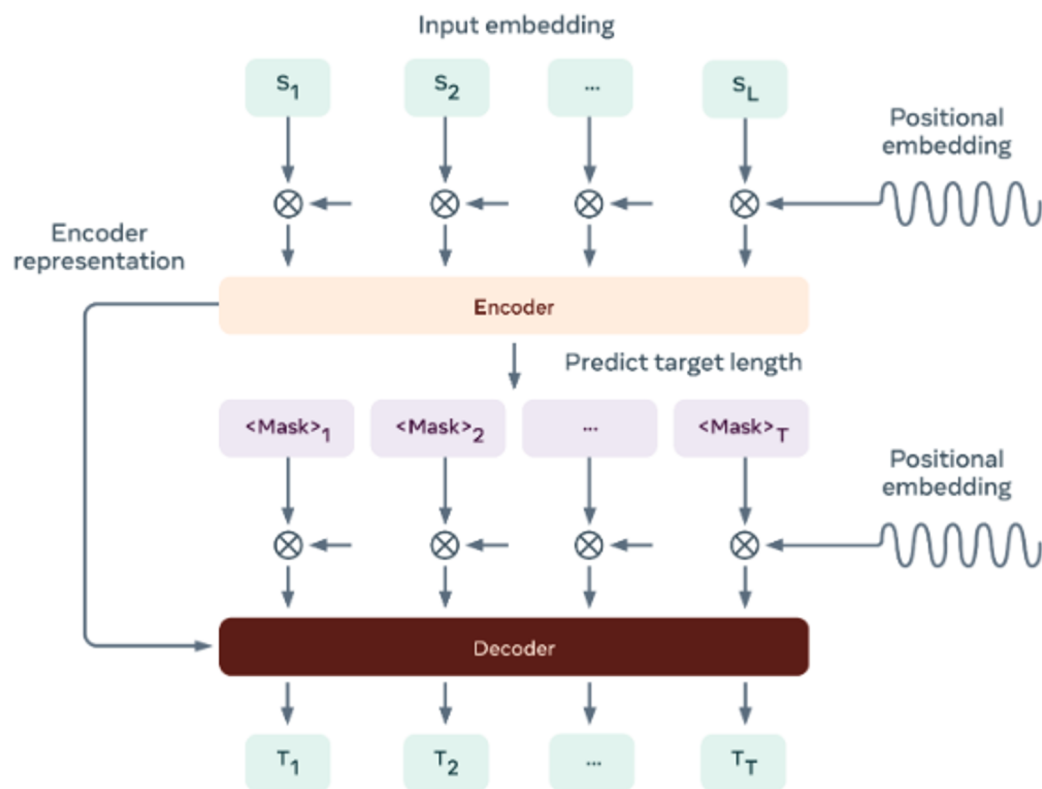 Input embedding
S1 S2 ... SL
Positional
embedding
Encoder
representation
Encoder
Predict target length
<Mask>1 <Mask>2 ... <Mask>T
Positional
embedding
Decoder
T1 T2 ... TT